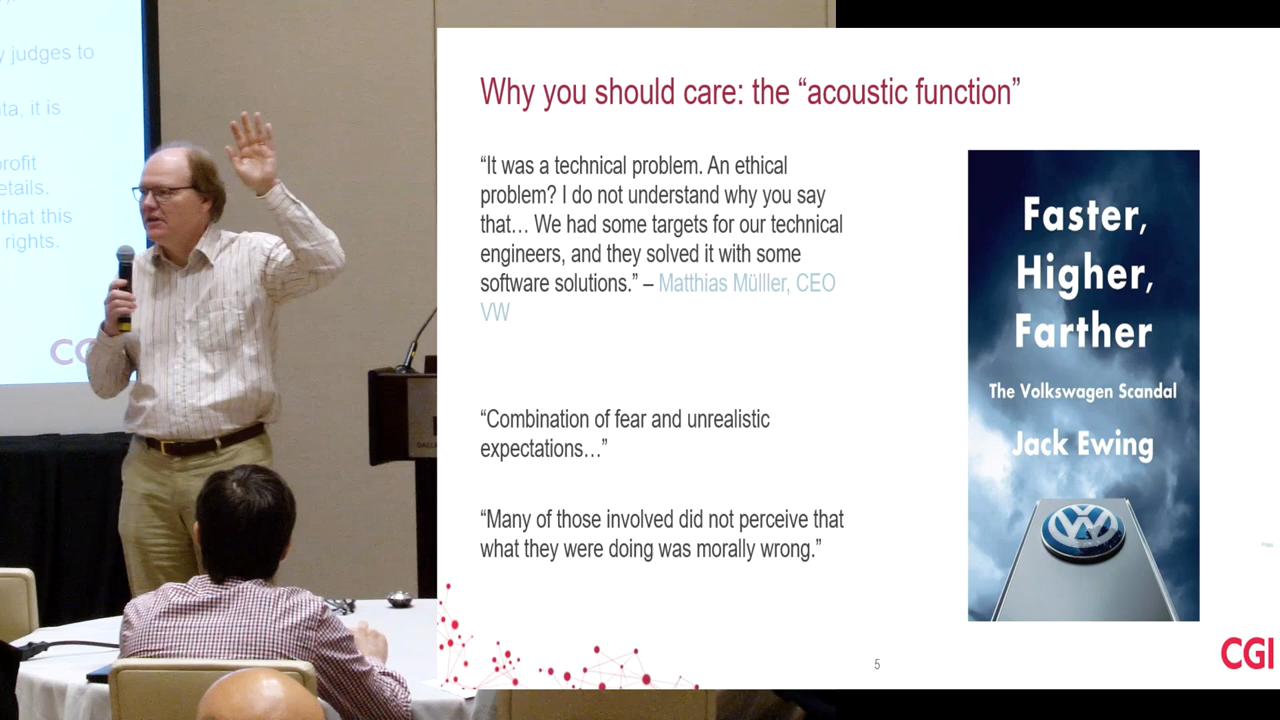 y judges to
ta, it is
rofit
etails.
that this
rights.
CG
Why you should care: the “acoustic function”
“It was a technical problem. An ethical
problem? I do not understand why you say
that… We had some targets for our technical
engineers, and they solved it with some
software solutions.” – Matthias Mülller, CEO
VW
“Combination of fear and unrealistic
expectations…”
“Many of those involved did not perceive that
what they were doing was morally wrong.”
Faster,
Higher,
Farther
The Volkswagen Scandal
Jack Ewing
5
CGI